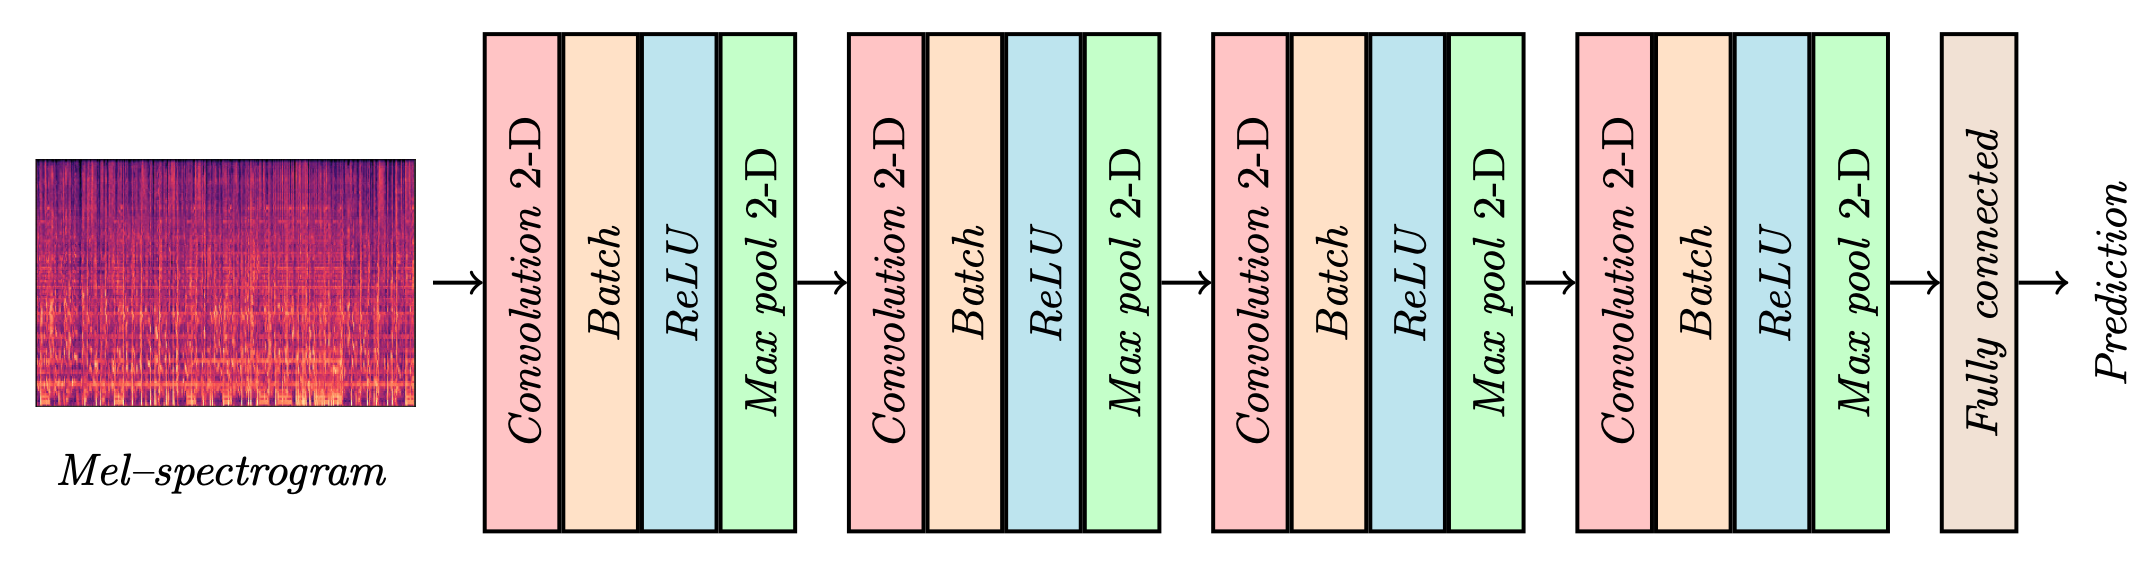 Mel–spectrogram
Convolution 2-D
Batch
ReLU
Max pool 2-D
Convolution 2-D
Batch
ReLU
Max pool 2-D
Convolution 2-D
Batch
ReLU
Max pool 2-D
Convolution 2-D
Batch
ReLU
Max pool 2-D
Fully connected
Prediction